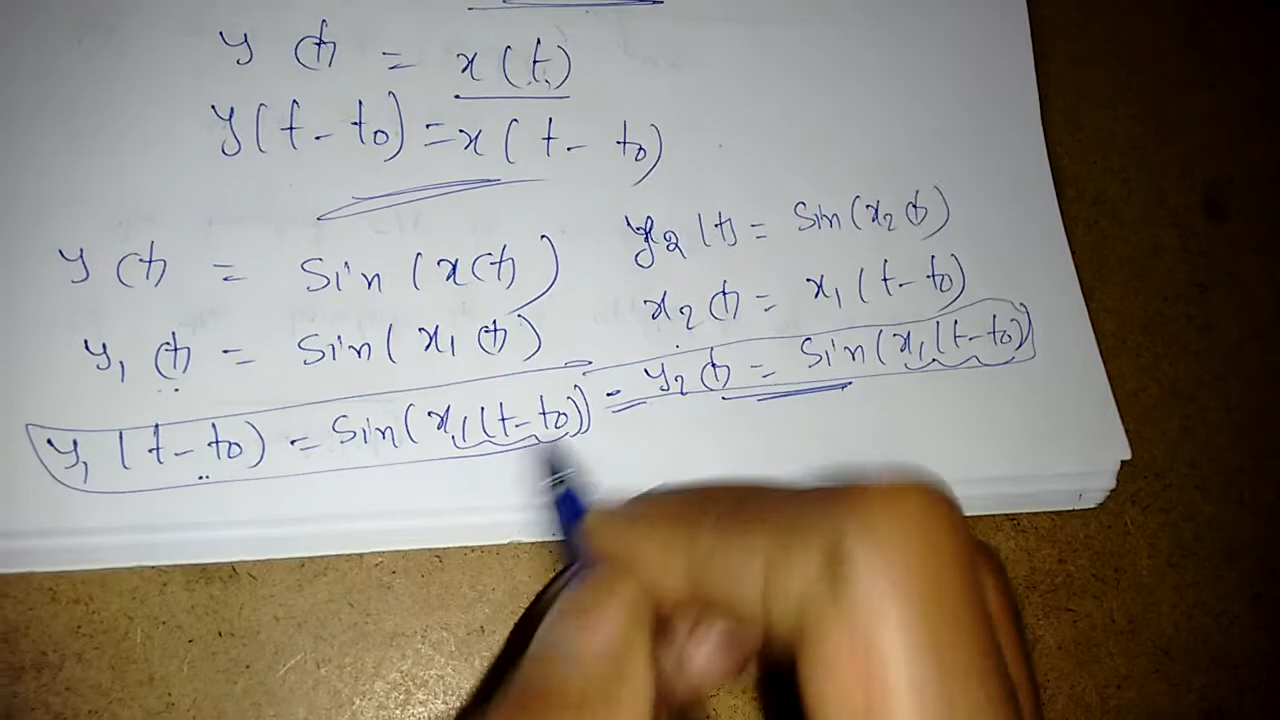 y(t) = x(t)
y(t - t0) = x(t - t0)
y(t) = Sin(x(t))
y1(t) = Sin(x1(t))
y1(t - t0) = Sin(x1(t - t0)) =
y2(t) = Sin(x2(t))
x2(t) = x1(t - t0)
y2(t) = Sin(x1(t - t0))